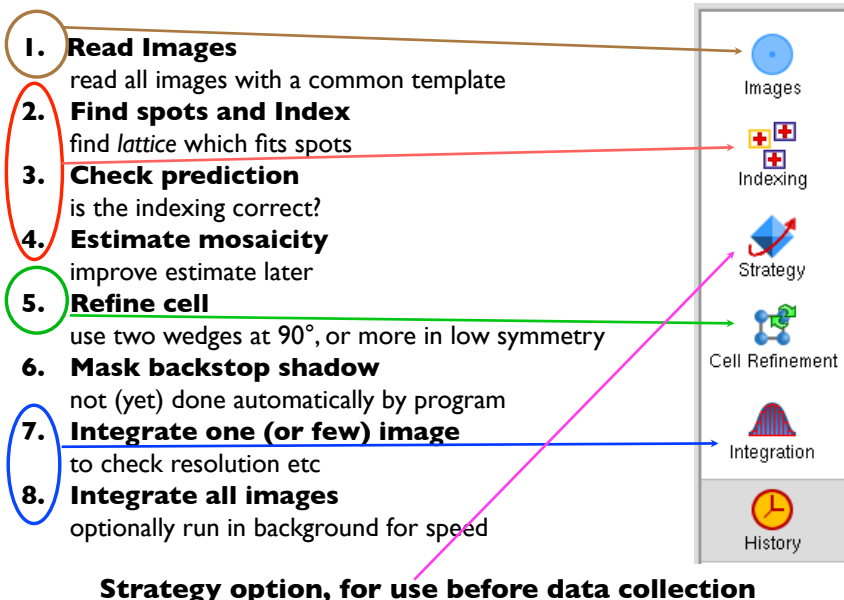 1. Read Images
read all images with a common template
2. Find spots and Index
find lattice which fits spots
3. Check prediction
is the indexing correct?
4. Estimate mosaicity
improve estimate later
5. Refine cell
use two wedges at 90°, or more in low symmetry
6. Mask backstop shadow
not (yet) done automatically by program
7. Integrate one (or few) image
to check resolution etc
8. Integrate all images
optionally run in background for speed
Strategy option, for use before data collection
Images
Indexing
Strategy
Cell Refinement
Integration
History